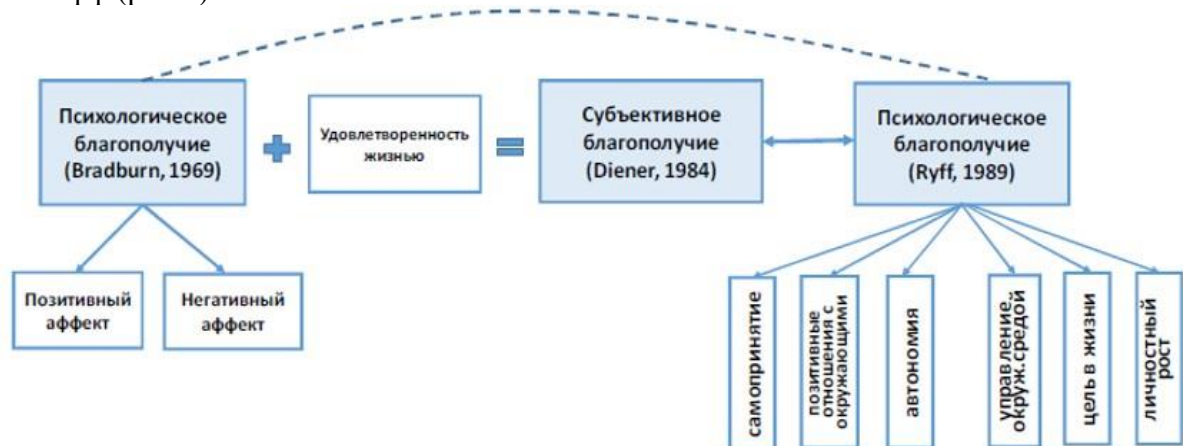 Психологическое
благополучие
(Bradburn, 1969)
Удовлетворенность
жизнью
Субъективное
благополучие
(Diener, 1984)
Психологическое
благополучие
(Ryff, 1989)
Позитивный
аффект
Негативный
аффект
самопринятие
позитивные
отношения с
окружающими
автономия
управление
окруж.средой
цель в жизни
личностный
рост